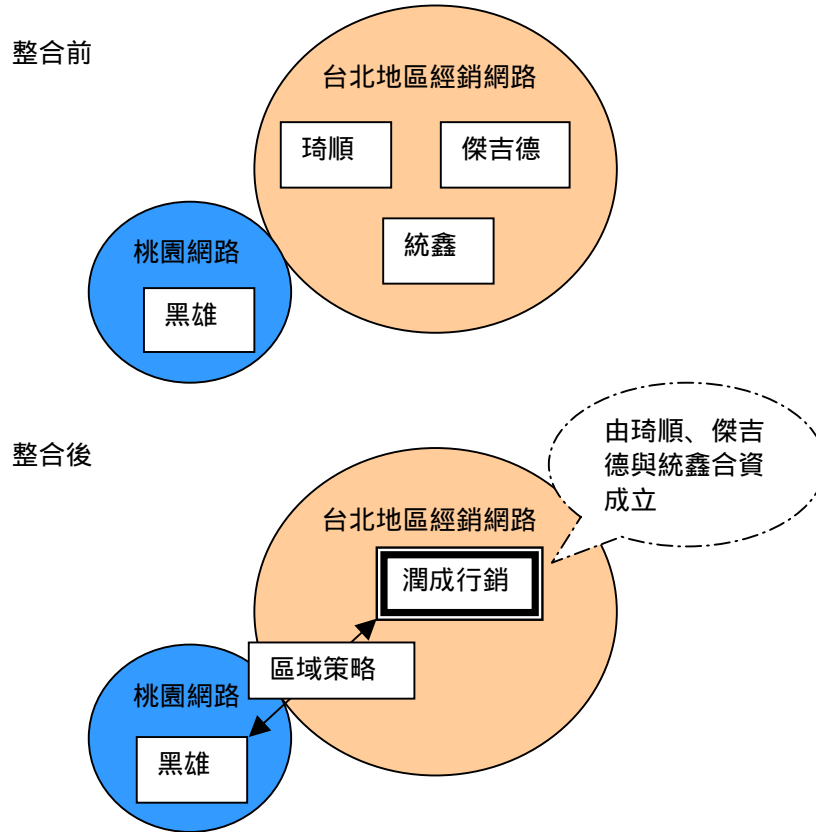 整合前
台北地區經銷網路
琦順
傑吉德
統鑫
桃園網路
黑雄
整合後
由琦順、傑吉
德與統鑫合資
成立
台北地區經銷網路
潤成行銷
區域策略
桃園網路
黑雄